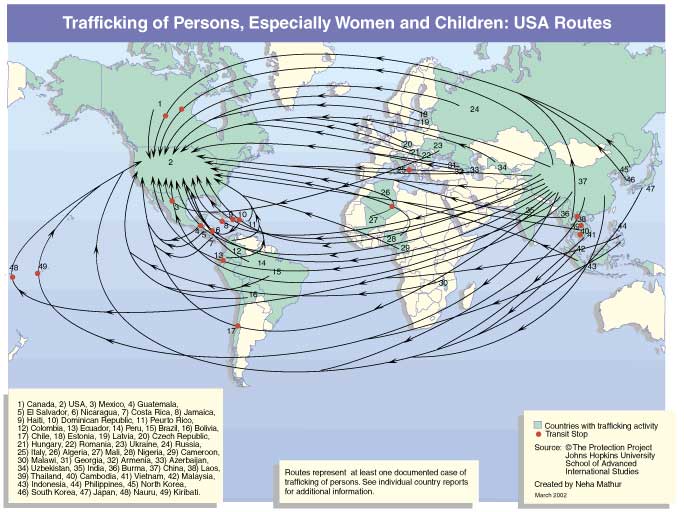 Trafficking of Persons, Especially Women and Children: USA Routes
1
24
18
19
20
23
21
22
2
31
33
34
25
45
46
37
47
26
3
27
36
38
9
10
8
11
4
5
6
7
40
41
44
28
29
12
13
14
42
43
48
49
15
30
16
17
1) Canada, 2) USA, 3) Mexico, 4) Guatemala,
5) El Salvador, 6) Nicaragua, 7) Costa Rica, 8) Jamaica,
9) Haiti, 10) Dominican Republic, 11) Peurto Rico,
12) Colombia, 13) Ecuador, 14) Peru, 15) Brazil, 16) Bolivia,
17) Chile, 18) Estonia, 19) Latvia, 20) Czech Republic,
21) Hungary, 22) Romania, 23) Ukraine, 24) Russia,
25) Italy, 26) Algeria, 27) Mali, 28) Nigeria, 29) Cameroon,
30) Malawi, 31) Georgia, 32) Armenia, 33) Azerbaijan,
34) Uzbekistan, 35) India, 36) Burma, 37) China, 38) Laos,
39) Thailand, 40) Cambodia, 41) Vietnam, 42) Malaysia,
43) Indonesia, 44) Philippines, 45) North Korea,
46) South Korea, 47) Japan, 48) Nauru, 49) Kiribati.
Routes represent at least one documented case of
trafficking of persons. See individual country reports
for additional information.
Countries with trafficking activity
Transit Stop
Source: © The Protection Project
Johns Hopkins University
School of Advanced
International Studies
Created by Neha Mathur
March 2002